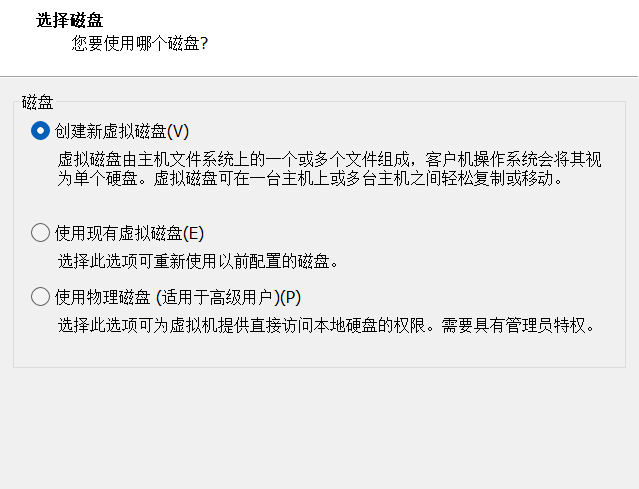 选择磁盘
您要使用哪个磁盘?
磁盘
创建新虚拟磁盘(V)
虚拟磁盘由主机文件系统上的一个或多个文件组成，客户机操作系统会将其视
为单个硬盘。虚拟磁盘可在一台主机上或多台主机之间轻松复制或移动。
使用现有虚拟磁盘(E)
选择此选项可重新使用以前配置的磁盘。
使用物理磁盘 (适用于高级用户)(P)
选择此选项可为虚拟机提供直接访问本地硬盘的权限。需要具有管理员特权。